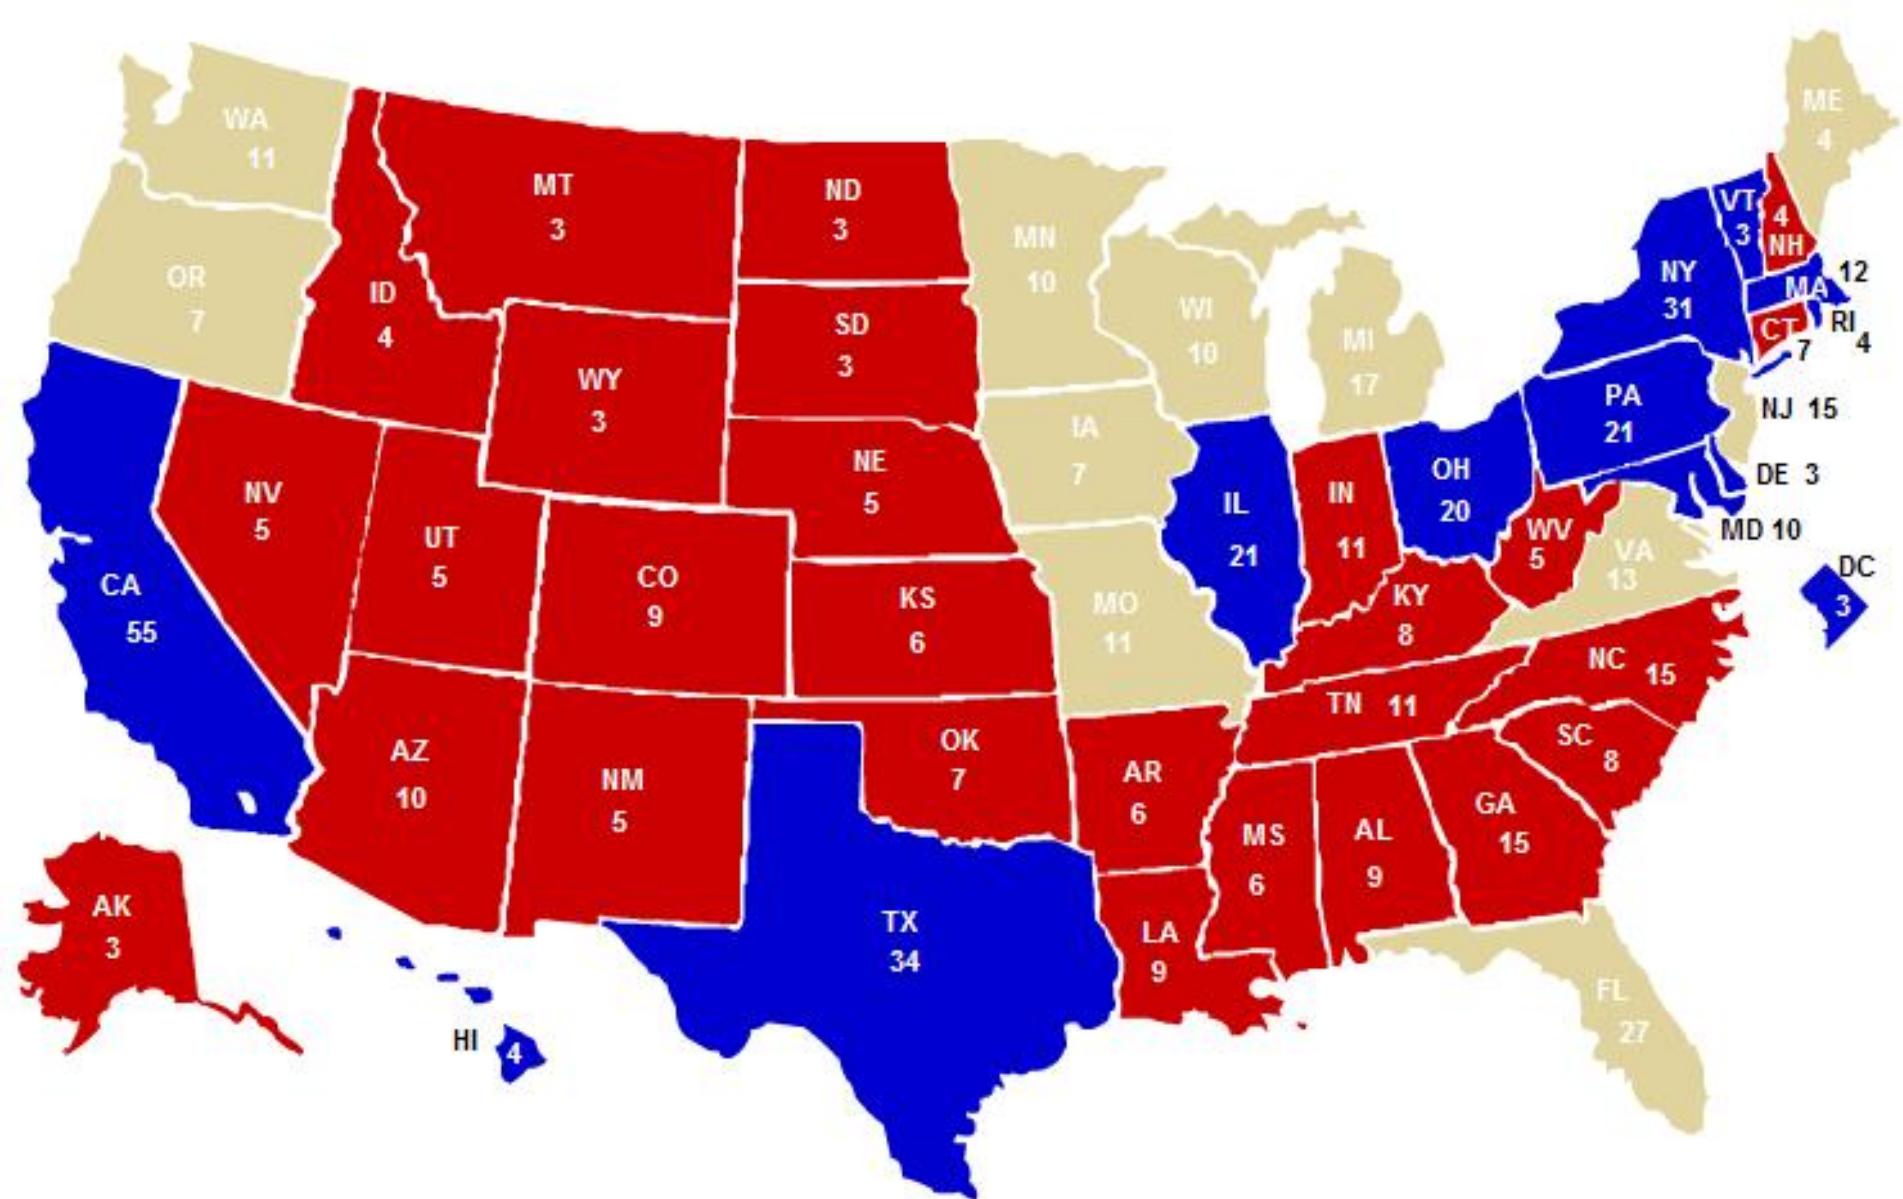 WA
11
OR
7
CA
55
NV
5
ID
4
MT
3
WY
3
UT
5
CO
9
AZ
10
NM
5
ND
3
SD
3
NE
5
KS
6
OK
7
TX
34
MN
10
IA
7
MO
11
AR
6
LA
9
WI
10
IL
21
MI
17
IN
11
OH
20
KY
8
TN 11
MS
6
AL
9
GA
15
FL
27
SC
8
NC 15
VA
13
WV
5
PA
21
NY
31
VT
3
4
NH
ME
4
MA
12
CT
7
RI
4
NJ 15
DE 3
MD 10
DC
3
AK
3
HI 4